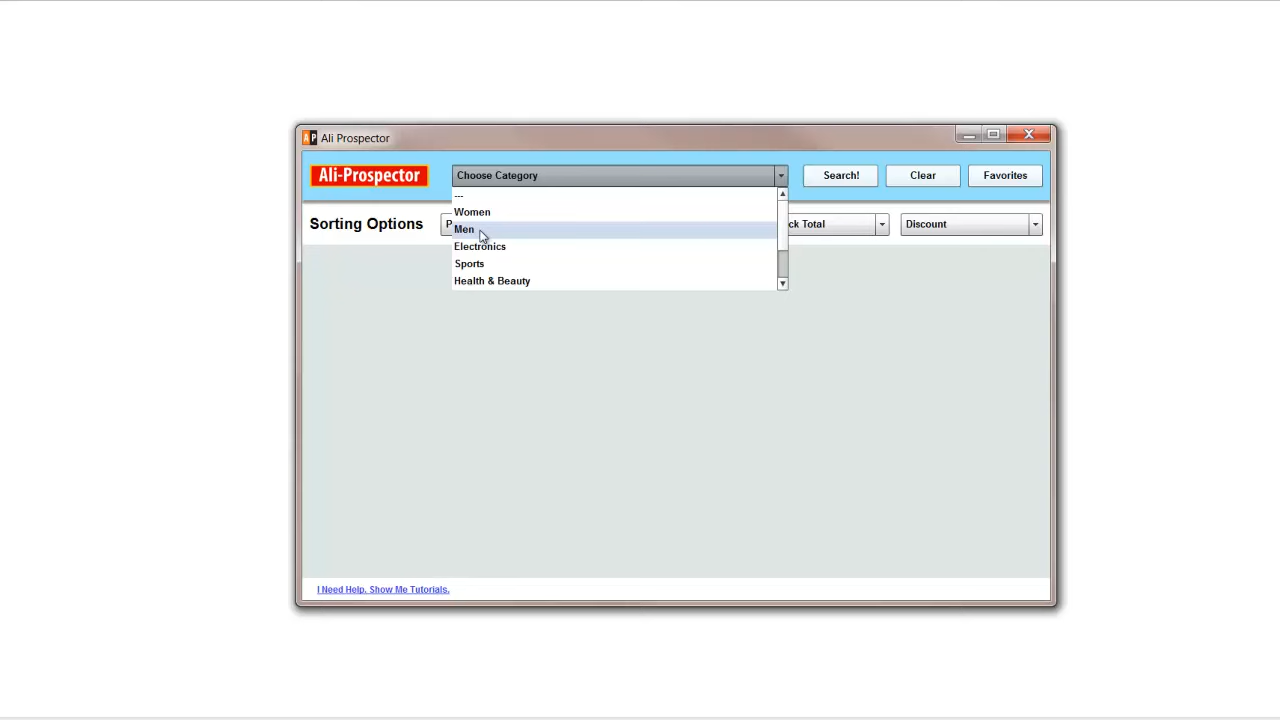 AP Ali Prospector
Ali-Prospector Choose Category Search! Clear Favorites
---
Women
Sorting Options Total Discount
Men
Electronics
Sports
Health & Beauty
I Need Help. Show Me Tutorials.